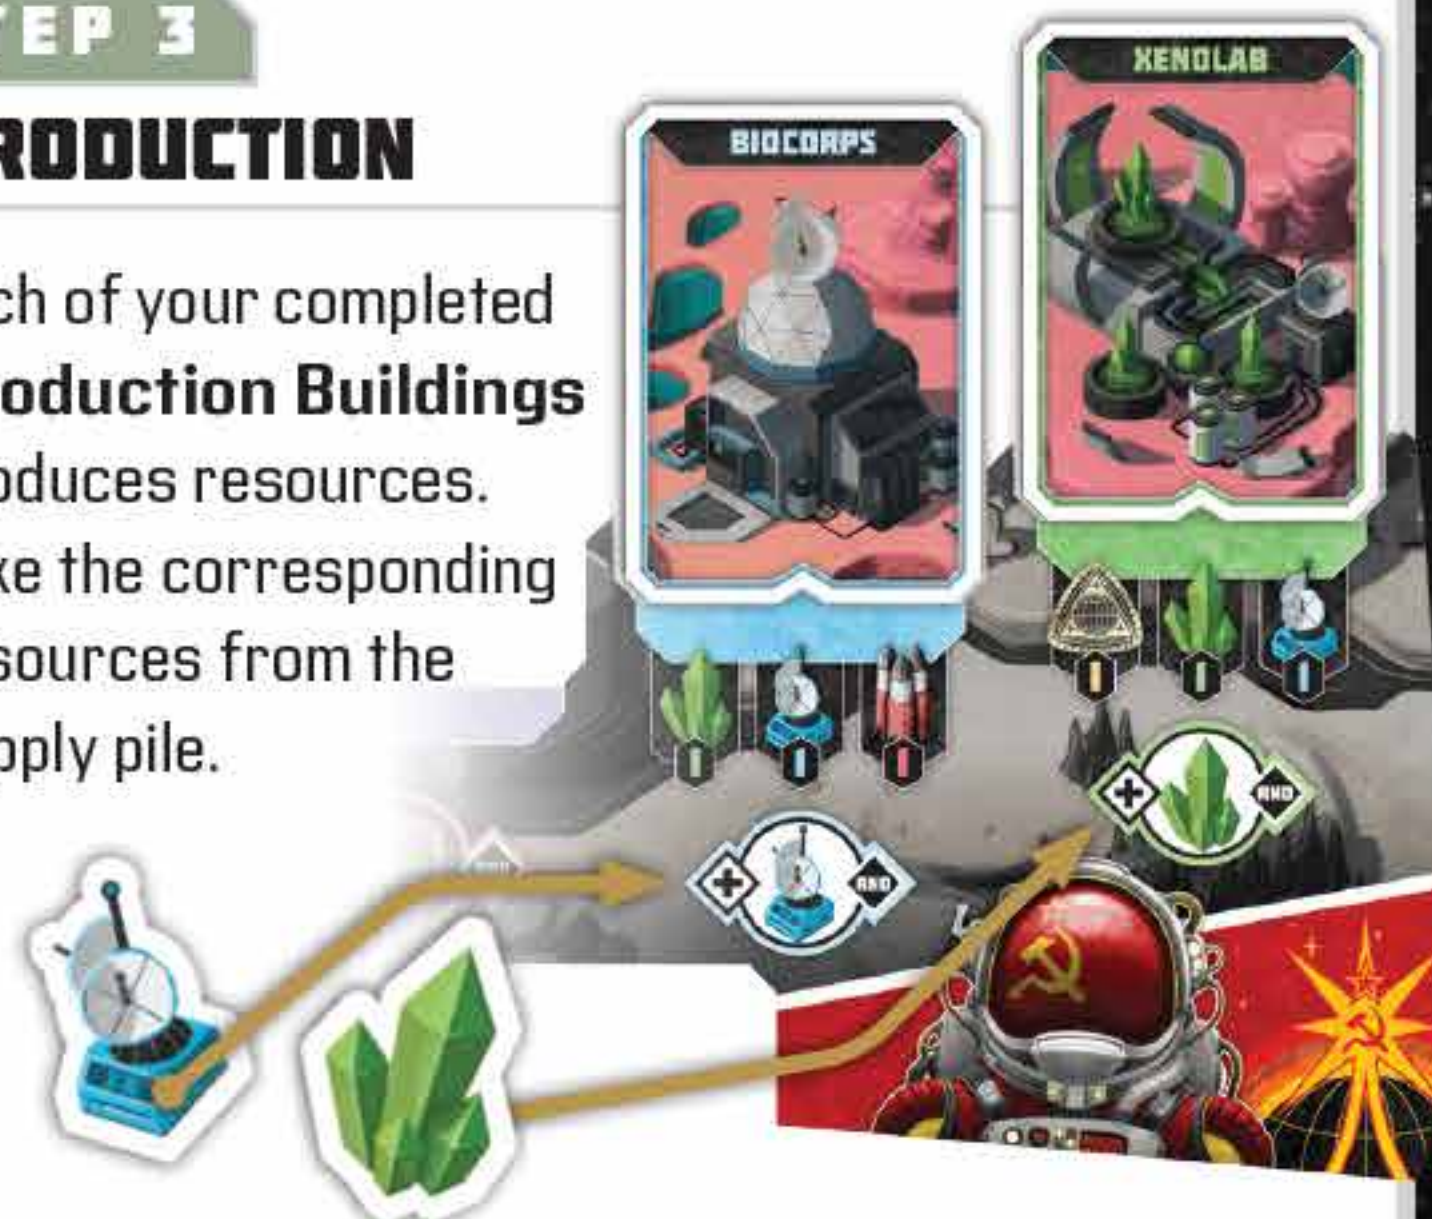 TEP 3
RODUCTION
ch of your completed
oduction Buildings
oduces resources.
ke the corresponding
sources from the
pply pile.
BIOCORPS
XENOLAB
1 1 1
1 1 1
+ AND
+ AND